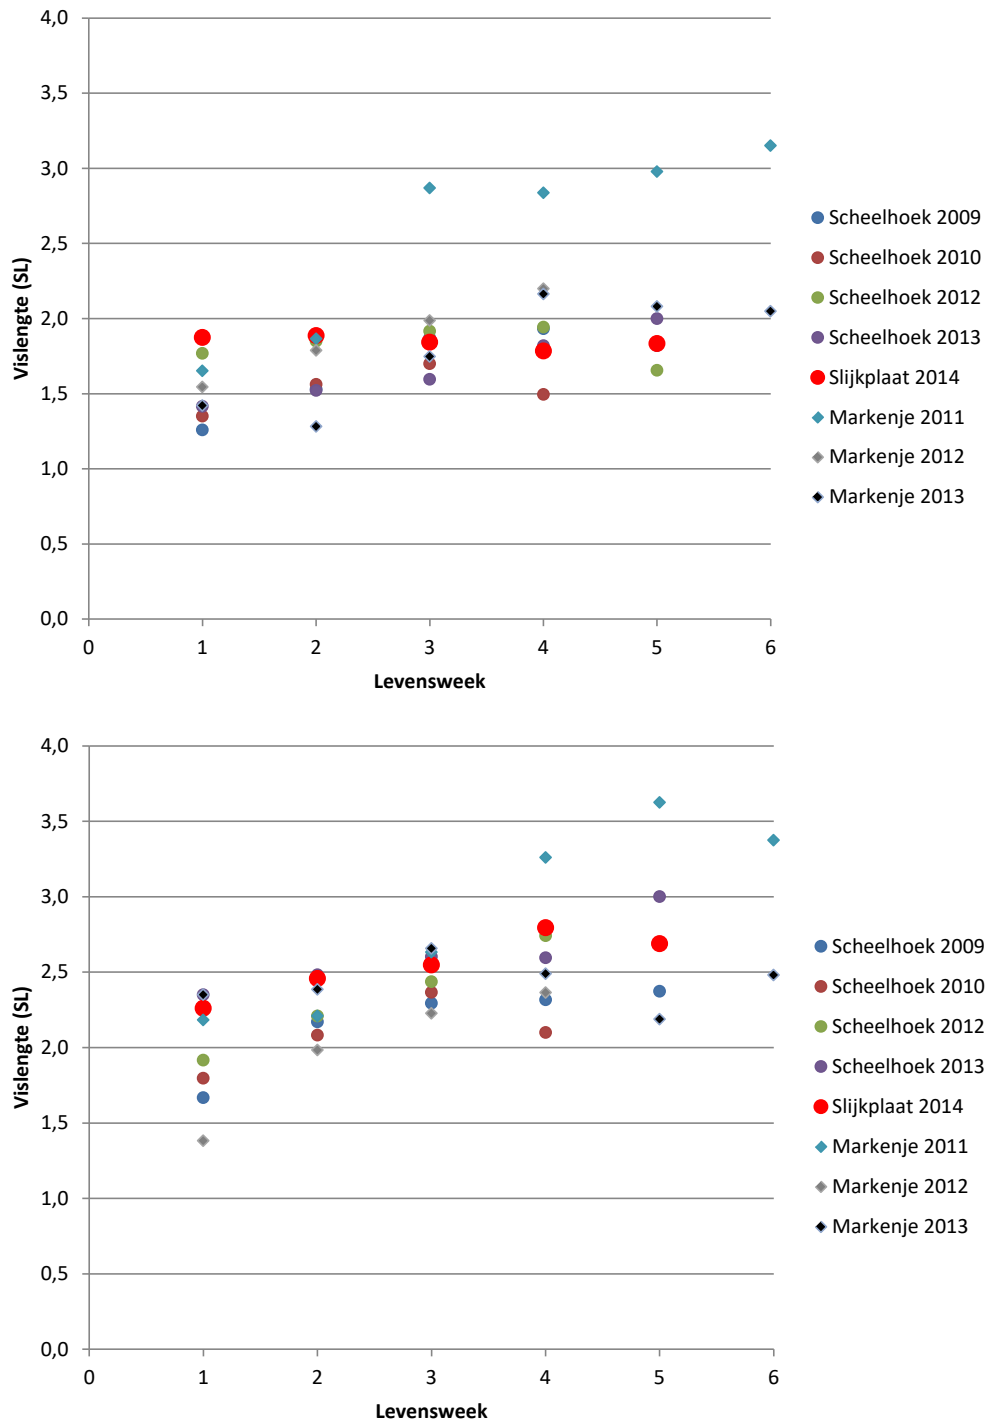 4,0
3,5
3,0
2,5
2,0
1,5
1,0
0,5
0,0
Vislengte (SL)
0 1 2 3 4 5 6
Levensweek
Scheelhoek 2009
Scheelhoek 2010
Scheelhoek 2012
Scheelhoek 2013
Slijkplaat 2014
Markenje 2011
Markenje 2012
Markenje 2013
4,0
3,5
3,0
2,5
2,0
1,5
1,0
0,5
0,0
Vislengte (SL)
0 1 2 3 4 5 6
Levensweek
Scheelhoek 2009
Scheelhoek 2010
Scheelhoek 2012
Scheelhoek 2013
Slijkplaat 2014
Markenje 2011
Markenje 2012
Markenje 2013